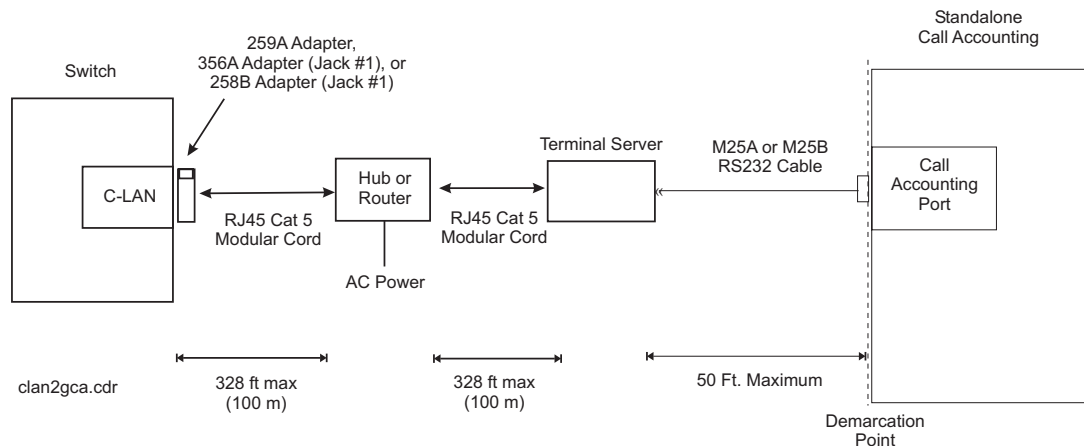 Standalone
Call Accounting
259A Adapter,
356A Adapter (Jack #1), or
258B Adapter (Jack #1)
Switch
Terminal Server
M25A or M25B
RS232 Cable
C-LAN
Hub or
Router
Call
Accounting
Port
RJ45 Cat 5
Modular Cord
RJ45 Cat 5
Modular Cord
AC Power
clan2gca.cdr
328 ft max
(100 m)
328 ft max
(100 m)
50 Ft. Maximum
Demarcation
Point